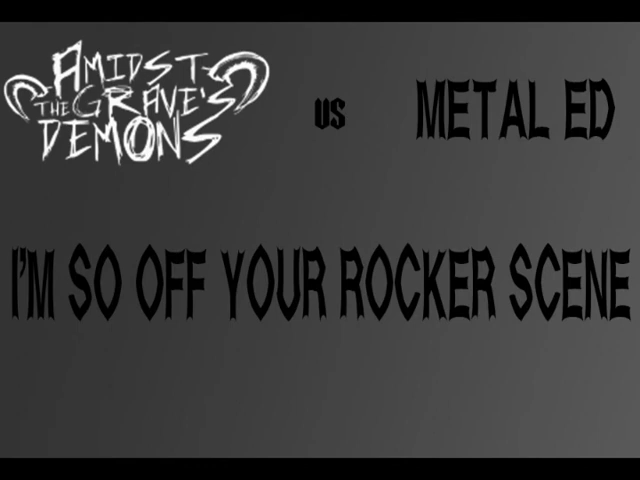 AMIDST
THE GRAVE'S
DEMONS
vs
METAL ED
I'M SO OFF YOUR ROCKER SCENE